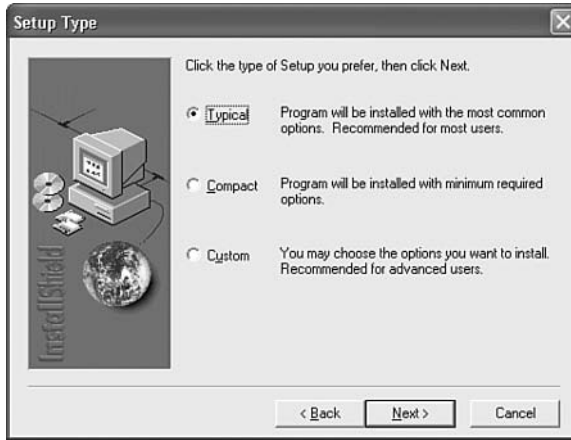 Setup Type
Click the type of Setup you prefer, then click Next.
Typical
Program will be installed with the most common
options. Recommended for most users.
Compact
Program will be installed with minimum required
options.
Custom
You may choose the options you want to install.
Recommended for advanced users.
InstallShield
< Back
Next >
Cancel